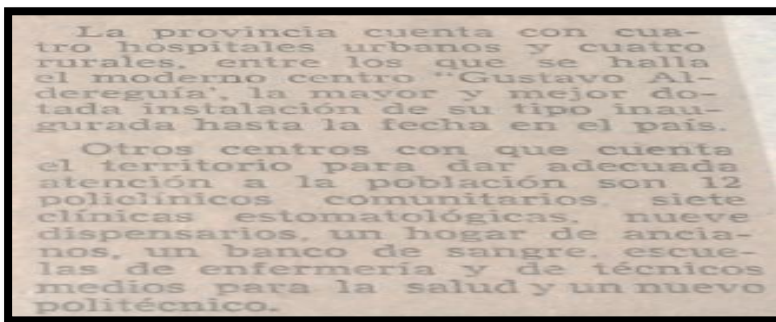 La provincia cuenta con cua-
tro hospitales urbanos y cuatro
rurales, entre los que se halla
el moderno centro "Gustavo Al-
dereguía", la mayor y mejor do-
tada instalación de su tipo inau-
gurada hasta la fecha en el país.
Otros centros con que cuenta
el territorio para dar adecuada
atención a la población son 12
policlínicos comunitarios, siete
clínicas estomatológicas, nueve
dispensarios, un hogar de ancia-
nos, un banco de sangre, escue-
las de enfermería y de técnicos
medios para la salud y un nuevo
politécnico.